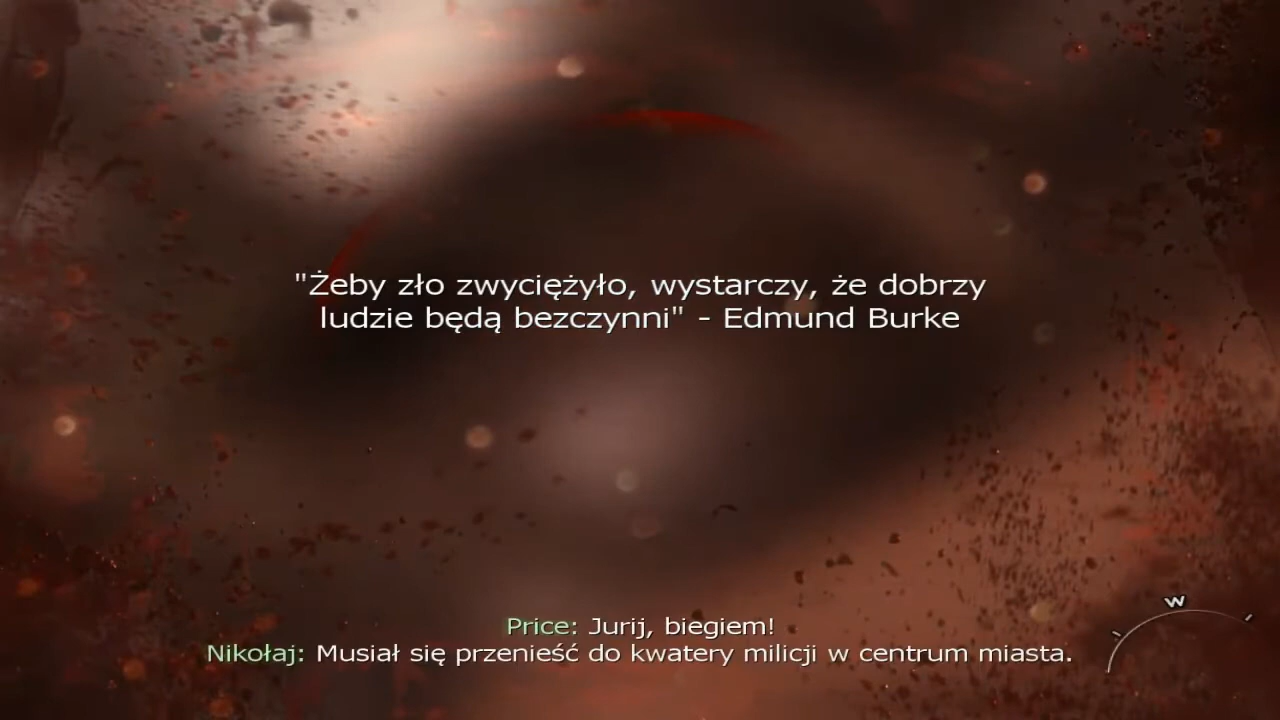 "Żeby zło zwyciężyło, wystarczy, że dobrzy
ludzie będą bezczynni" - Edmund Burke
Price: Jurij, biegiem!
Nikołaj: Musiał się przenieść do kwatery milicji w centrum miasta.
W